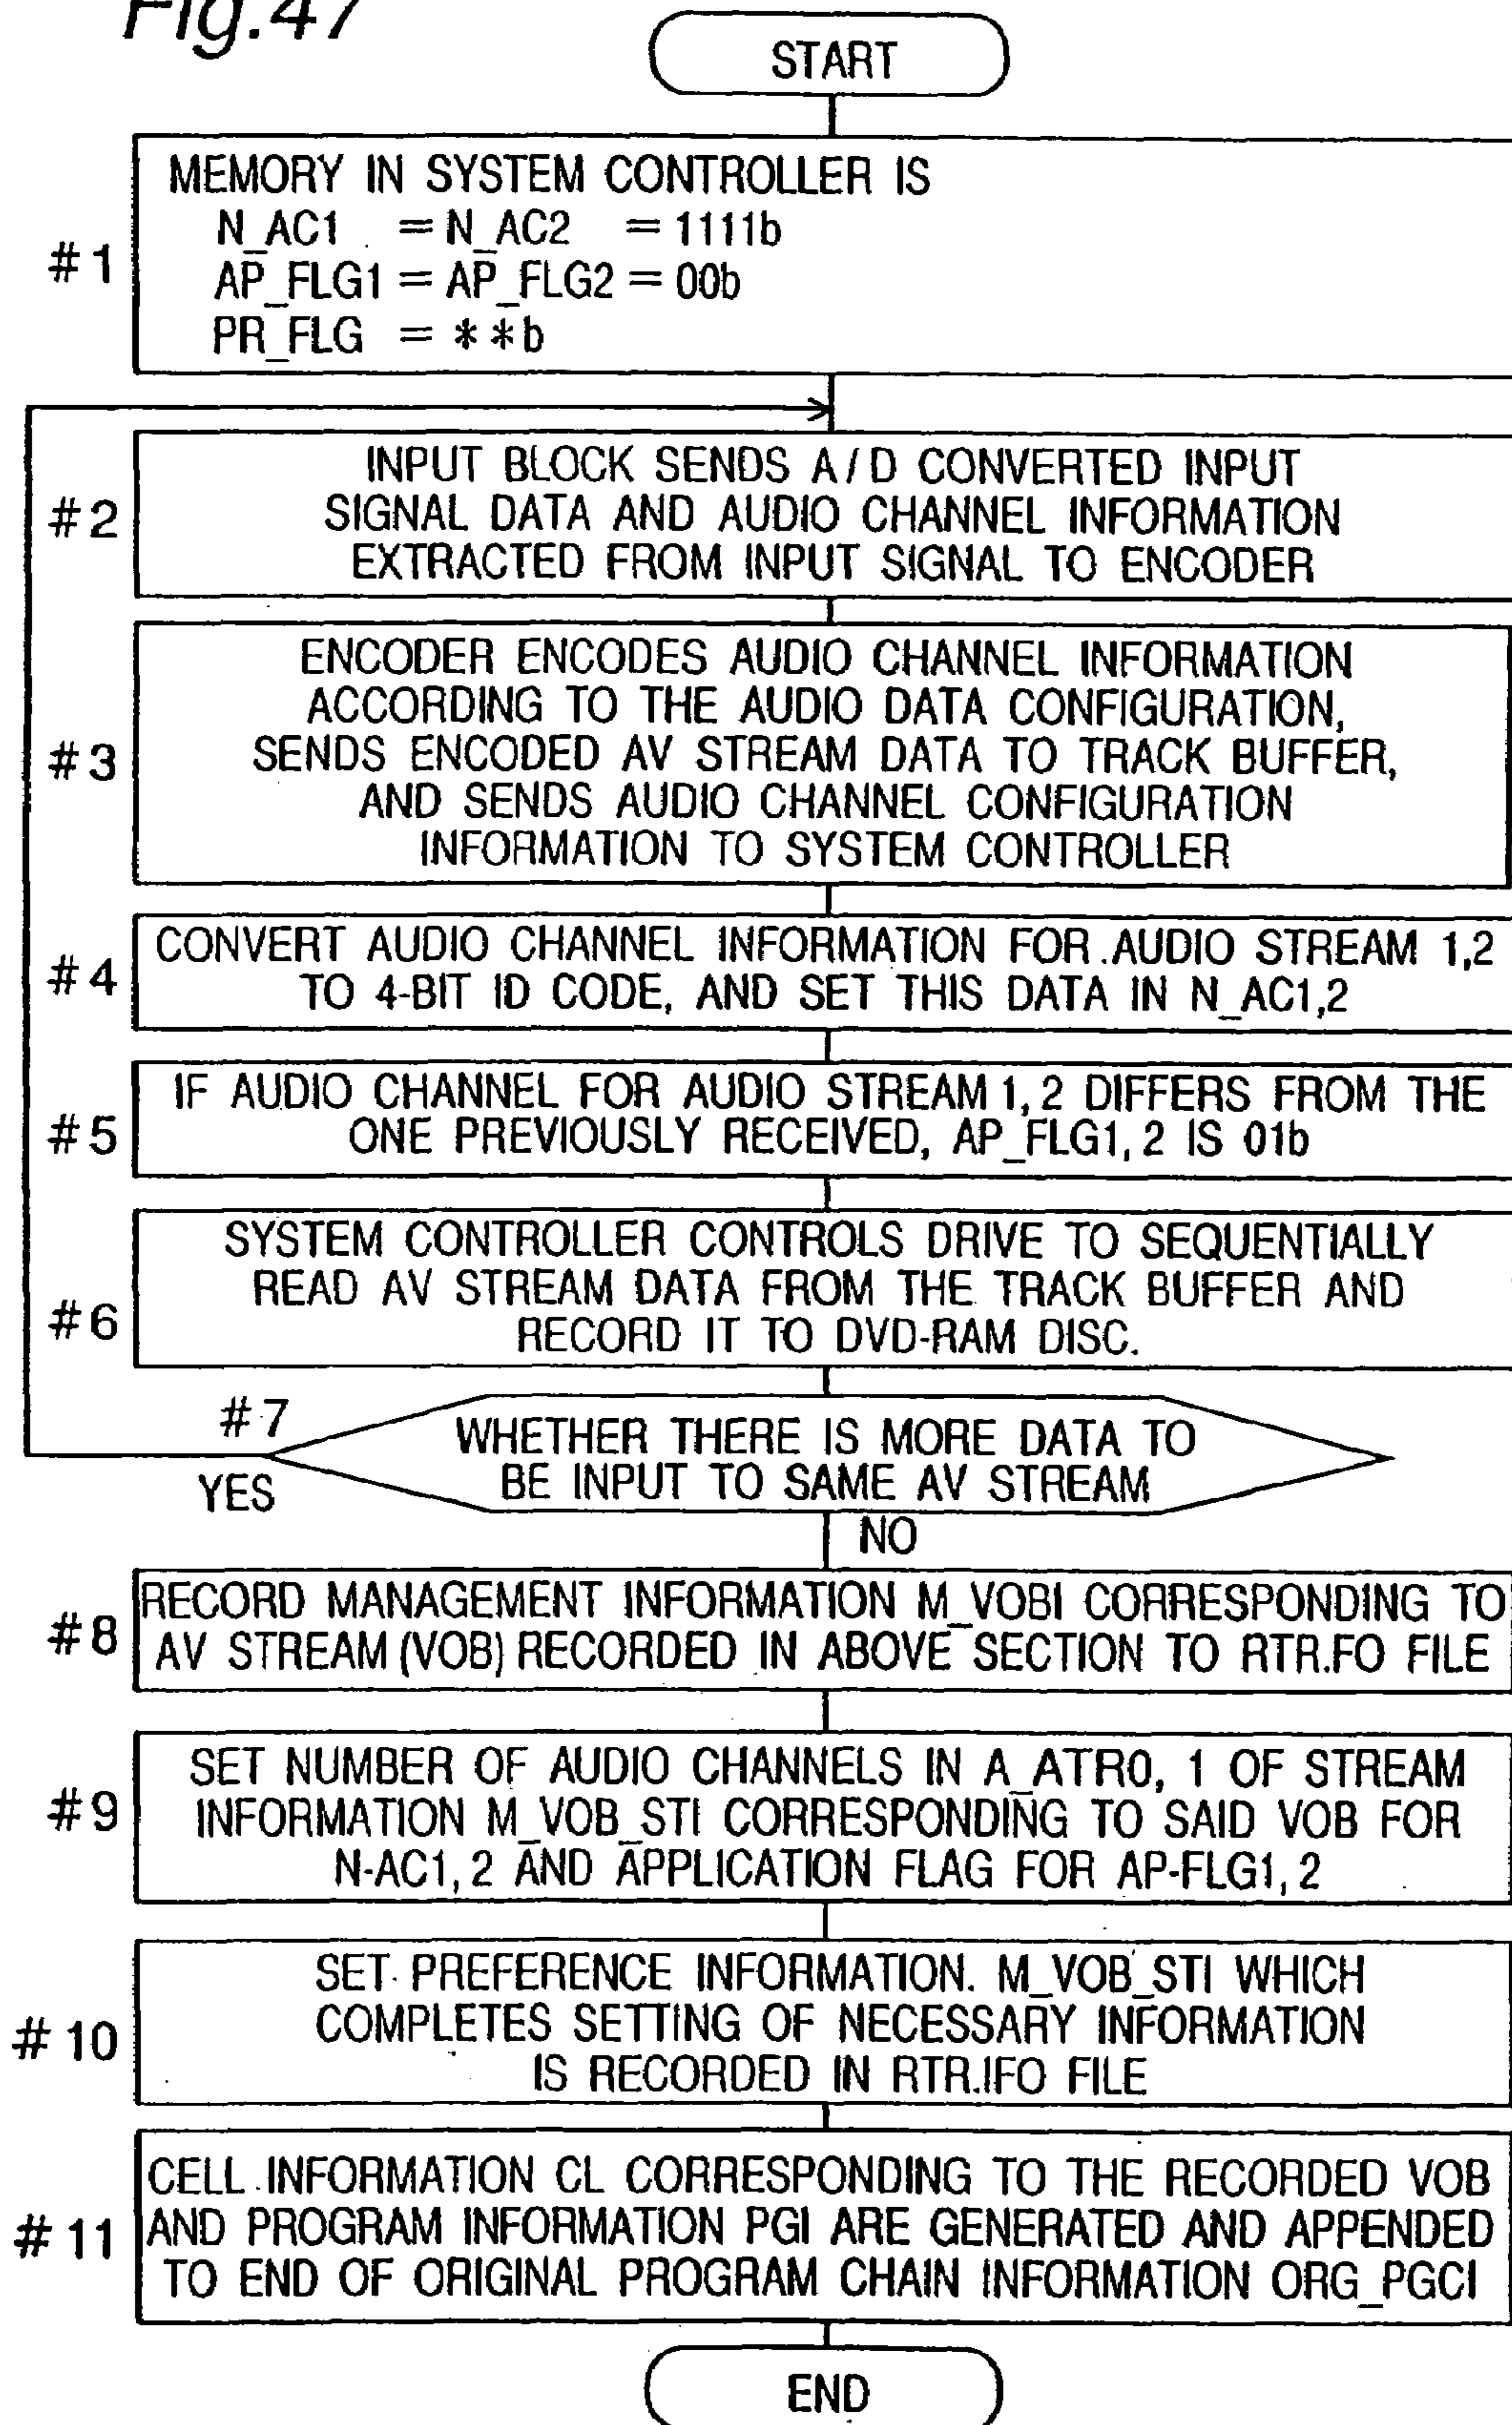 Fig.47
START
#1
MEMORY IN SYSTEM CONTROLLER IS
N_AC1 = N_AC2 = 1111b
AP_FLG1 = AP_FLG2 = 00b
PR_FLG = **b
#2
INPUT BLOCK SENDS A/D CONVERTED INPUT
SIGNAL DATA AND AUDIO CHANNEL INFORMATION
EXTRACTED FROM INPUT SIGNAL TO ENCODER
#3
ENCODER ENCODES AUDIO CHANNEL INFORMATION
ACCORDING TO THE AUDIO DATA CONFIGURATION,
SENDS ENCODED AV STREAM DATA TO TRACK BUFFER,
AND SENDS AUDIO CHANNEL CONFIGURATION
INFORMATION TO SYSTEM CONTROLLER
#4
CONVERT AUDIO CHANNEL INFORMATION FOR AUDIO STREAM 1,2
TO 4-BIT ID CODE, AND SET THIS DATA IN N_AC1,2
#5
IF AUDIO CHANNEL FOR AUDIO STREAM 1, 2 DIFFERS FROM THE
ONE PREVIOUSLY RECEIVED, AP_FLG1, 2 IS 01b
#6
SYSTEM CONTROLLER CONTROLS DRIVE TO SEQUENTIALLY
READ AV STREAM DATA FROM THE TRACK BUFFER AND
RECORD IT TO DVD-RAM DISC.
#7
WHETHER THERE IS MORE DATA TO
BE INPUT TO SAME AV STREAM
YES
NO
#8
RECORD MANAGEMENT INFORMATION M_VOBI CORRESPONDING TO
AV STREAM (VOB) RECORDED IN ABOVE SECTION TO RTR.FO FILE
#9
SET NUMBER OF AUDIO CHANNELS IN A_ATR0, 1 OF STREAM
INFORMATION M_VOB_STI CORRESPONDING TO SAID VOB FOR
N-AC1, 2 AND APPLICATION FLAG FOR AP-FLG1, 2
#10
SET PREFERENCE INFORMATION. M_VOB_STI WHICH
COMPLETES SETTING OF NECESSARY INFORMATION
IS RECORDED IN RTR.IFO FILE
#11
CELL INFORMATION CL CORRESPONDING TO THE RECORDED VOB
AND PROGRAM INFORMATION PGI ARE GENERATED AND APPENDED
TO END OF ORIGINAL PROGRAM CHAIN INFORMATION ORG_PGCI
END